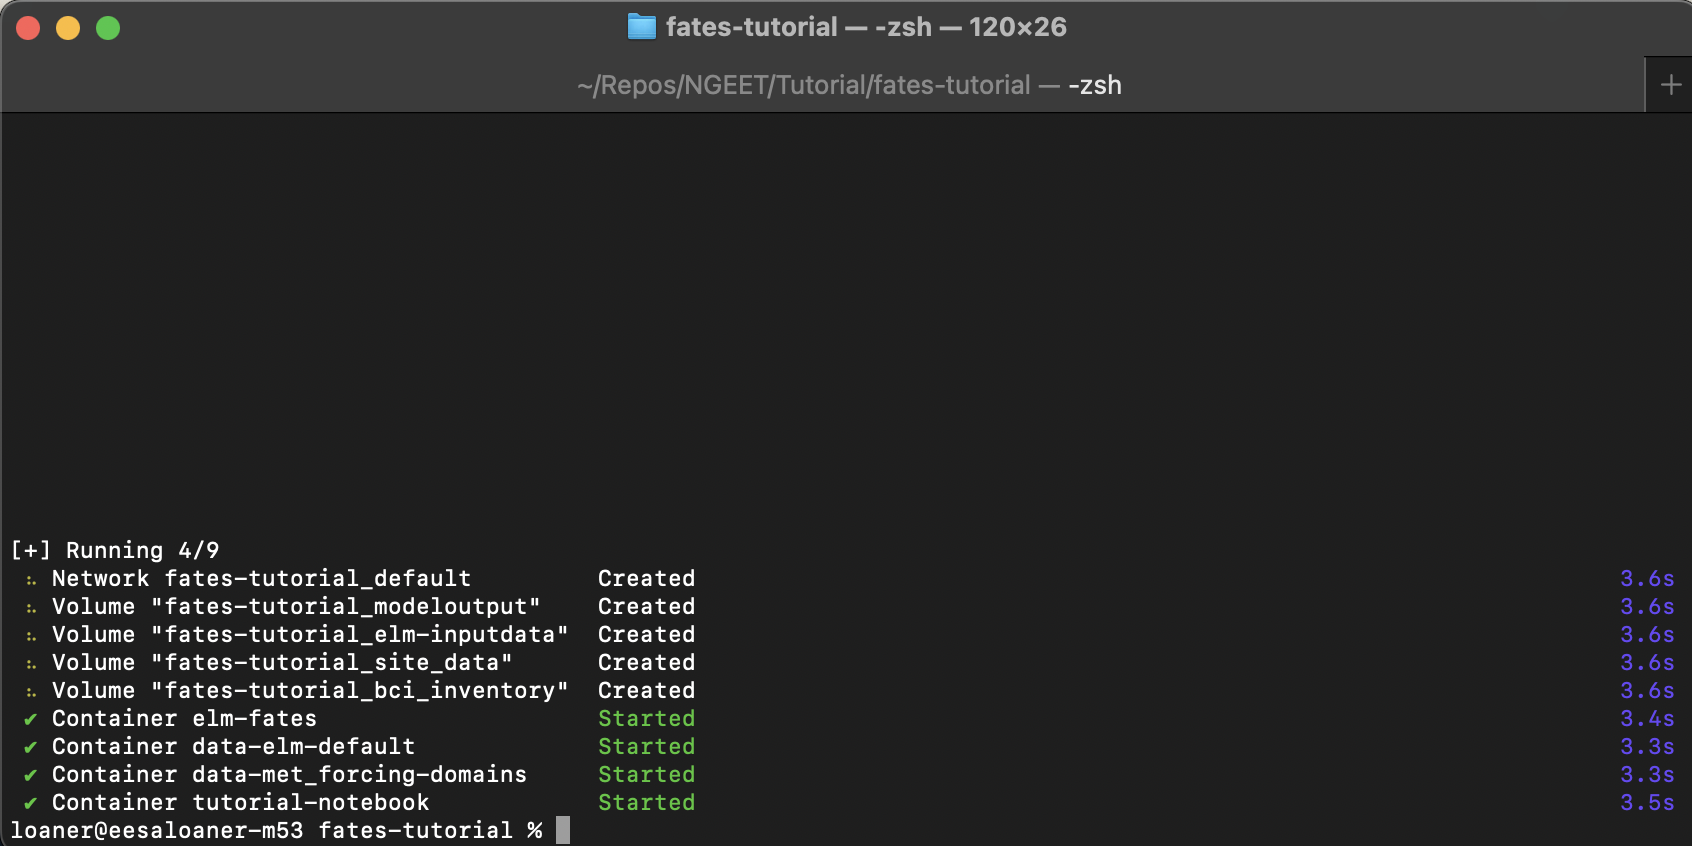 fates-tutorial — -zsh — 120×26
~/Repos/NGEET/Tutorial/fates-tutorial — -zsh
[+] Running 4/9
Network fates-tutorial_default Created 3.6s
Volume "fates-tutorial_modeloutput" Created 3.6s
Volume "fates-tutorial_elm-inputdata" Created 3.6s
Volume "fates-tutorial_site_data" Created 3.6s
Volume "fates-tutorial_bci_inventory" Created 3.6s
✔ Container elm-fates Started 3.4s
✔ Container data-elm-default Started 3.3s
✔ Container data-met_forcing-domains Started 3.3s
✔ Container tutorial-notebook Started 3.5s
loaner@eesaloaner-m53 fates-tutorial %